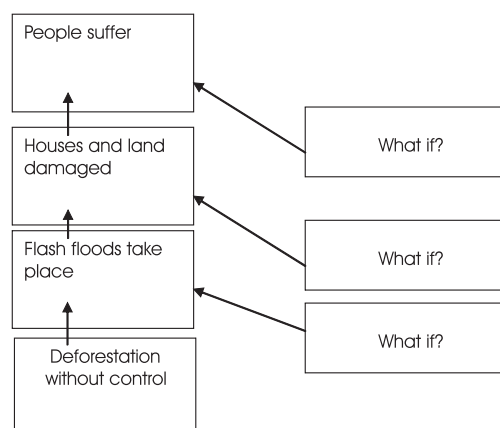 People suffer
What if?
Houses and land
damaged
What if?
Flash floods take
place
What if?
Deforestation
without control